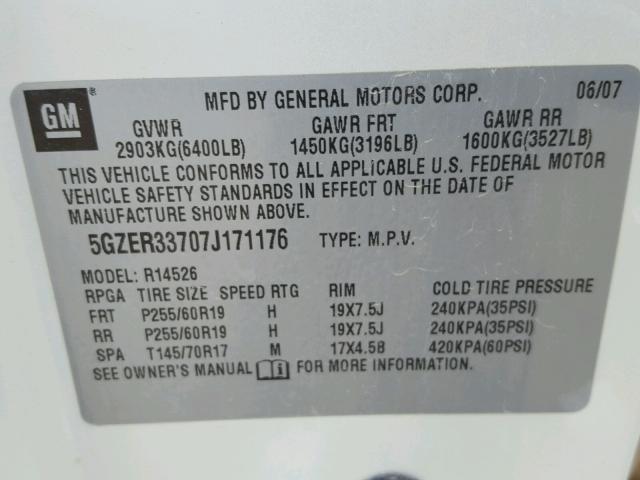 GM ® MFD BY GENERAL MOTORS CORP. 06/07
GVWR GAWR FRT GAWR RR
2903KG(6400LB) 1450KG(3196LB) 1600KG(3527LB)
THIS VEHICLE CONFORMS TO ALL APPLICABLE U.S. FEDERAL MOTOR
VEHICLE SAFETY STANDARDS IN EFFECT ON THE DATE OF
MANUFACTURE SHOWN ABOVE.
5GZER33707J171176 TYPE: M.P.V.
MODEL: R14526
RPGA TIRE SIZE SPEED RTG RIM COLD TIRE PRESSURE
FRT P255/60R19 H 19X7.5J 240KPA(35PSI)
RR P255/60R19 H 19X7.5J 240KPA(35PSI)
SPA T145/70R17 M 17X4.5B 420KPA(60PSI)
SEE OWNER'S MANUAL i FOR MORE INFORMATION.